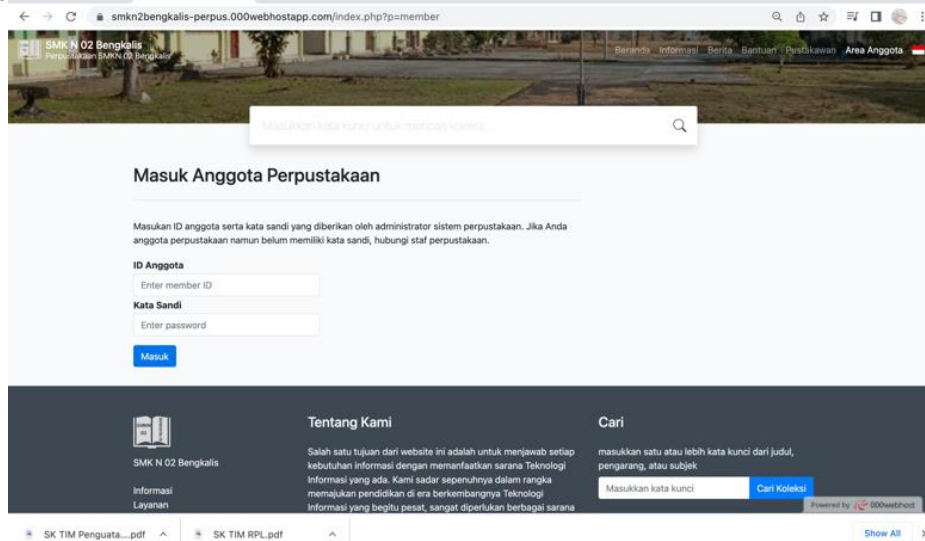 smkn2bengkalis-perpus.000webhostapp.com/index.php?p=member
SMK N 02 Bengkalis
Perpustakaan SMKN 02 Bengkalis
Beranda Informasi Berita Bantuan Pustakawan Area Anggota
Masukkan kata kunci untuk mencari koleksi...
Masuk Anggota Perpustakaan
Masukan ID anggota serta kata sandi yang diberikan oleh administrator sistem perpustakaan. Jika Anda
anggota perpustakaan namun belum memiliki kata sandi, hubungi staf perpustakaan.
ID Anggota
Enter member ID
Kata Sandi
Enter password
Masuk
SMK N 02 Bengkalis
Informasi
Layanan
Tentang Kami
Salah satu tujuan dari website ini adalah untuk menjawab setiap
kebutuhan informasi dengan memanfaatkan sarana Teknologi
Informasi yang ada. Kami sadar sepenuhnya dalam rangka
memajukan pendidikan di era berkembangnya Teknologi
Informasi yang begitu pesat, sangat diperlukan berbagai sarana
Cari
masukkan satu atau lebih kata kunci dari judul,
pengarang, atau subjek
Masukkan kata kunci
Cari Koleksi
Powered by 000webhost
SK TIM Penguata....pdf
SK TIM RPL.pdf
Show All